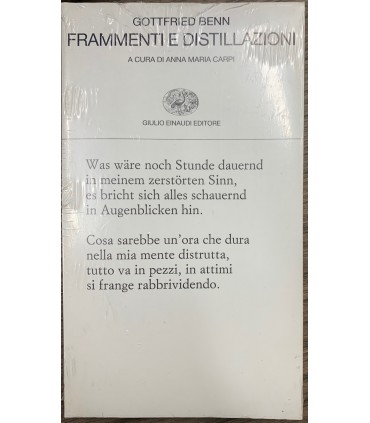 GOTTFRIED BENN
FRAMMENTI E DISTILLAZIONI
A CURA DI ANNA MARIA CARPI
GIULIO EINAUDI EDITORE
Was wäre noch Stunde dauernd
in meinem zerstörten Sinn,
es bricht sich alles schauernd
in Augenblicken hin.
Cosa sarebbe un'ora che dura
nella mia mente distrutta,
tutto va in pezzi, in attimi
si frange rabbrividendo.